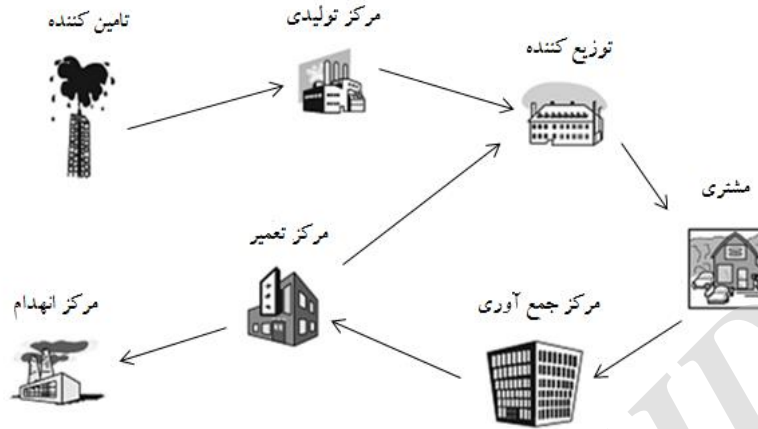 تامین کننده
مرکز تولیدی
توزیع کننده
مشتری
مرکز تعمیر
مرکز جمع آوری
مرکز انهدام